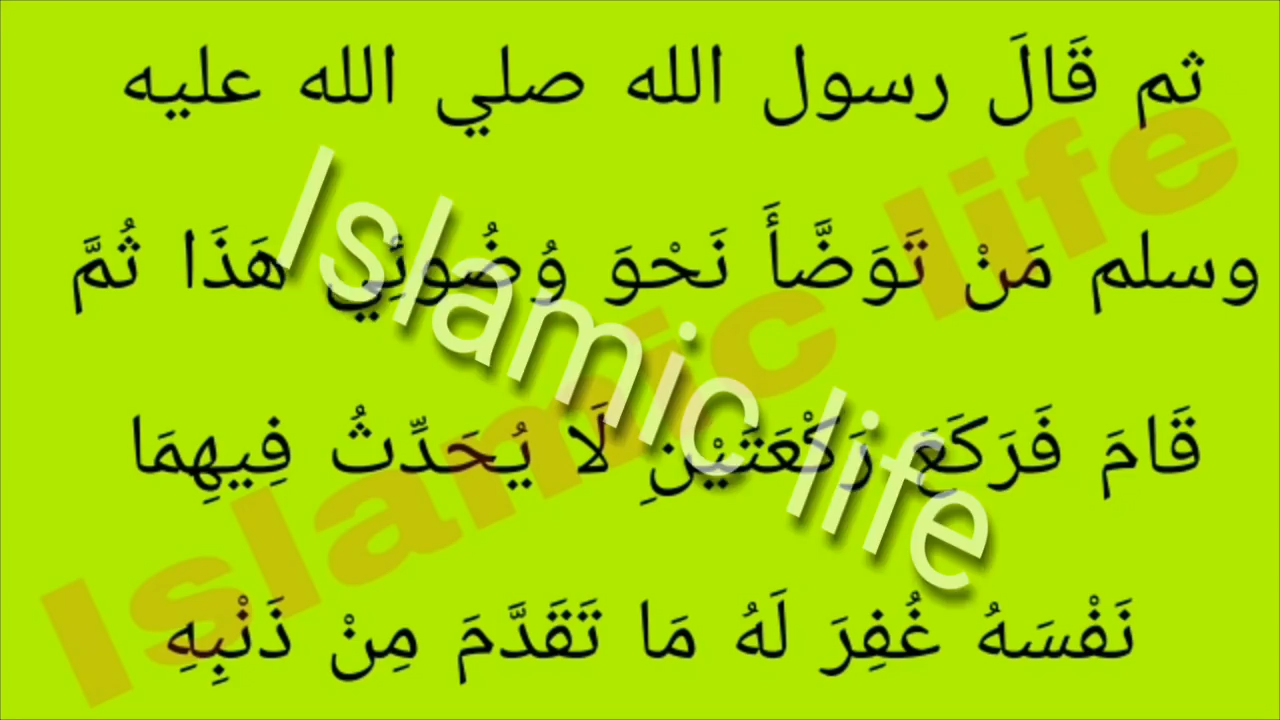 ثم قَالَ رسول الله صلي الله عليه
وسلم مَنْ تَوَضَّأَ نَحْوَ وُضُوئِي هَذَا ثُمَّ
قَامَ فَرَكَعَ رَكْعَتَيْنِ لَا يُحَدِّثُ فِيهِمَا
نَفْسَهُ غُفِرَ لَهُ مَا تَقَدَّمَ مِنْ ذَنْبِهِ
Islamic life
Islamic life